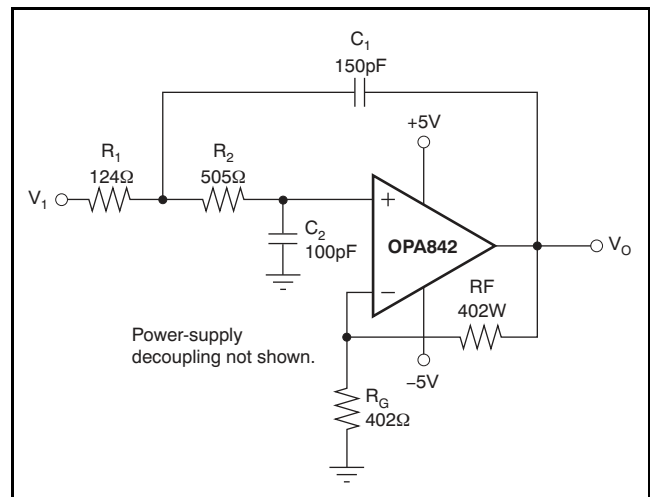 C1
150pF
+5V
R1
124Ω
R2
505Ω
V1
+
C2
100pF
OPA842
VO
−
RF
402W
Power-supply
decoupling not shown.
−5V
RG
402Ω